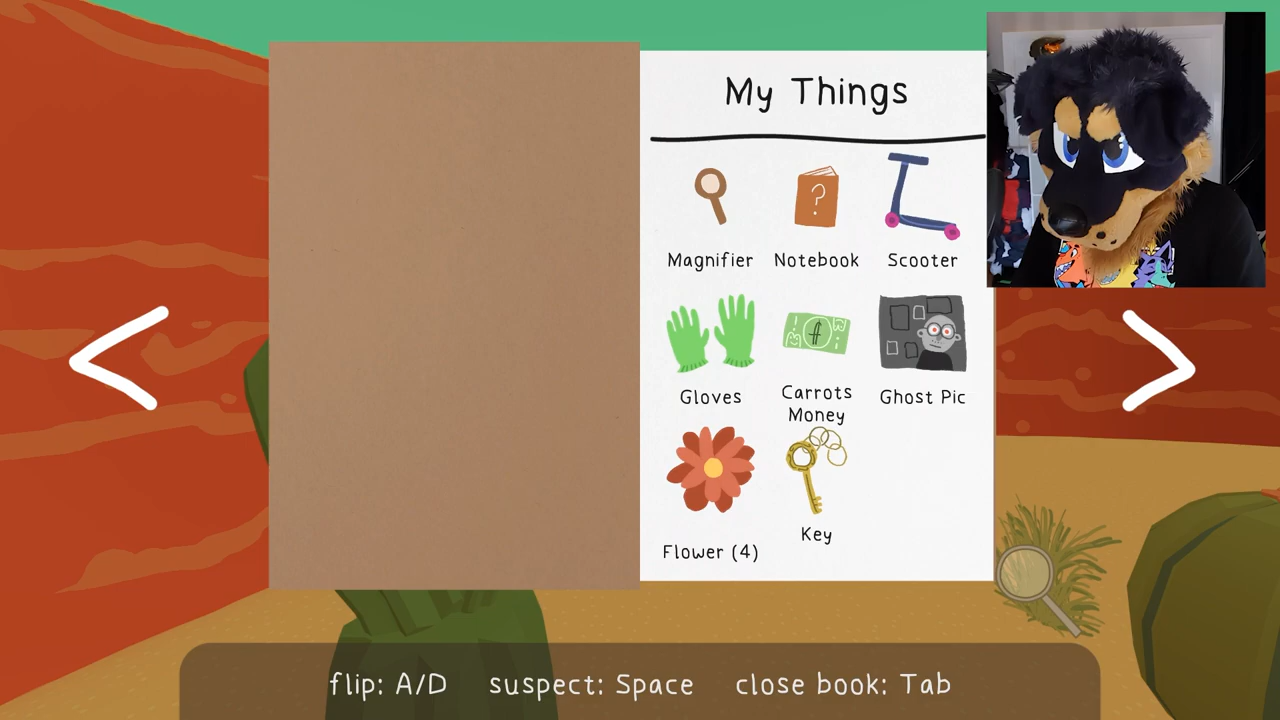 My Things
?
Magnifier Notebook Scooter
Gloves Carrots Money Ghost Pic
Flower (4) Key
flip: A/D suspect: Space close book: Tab